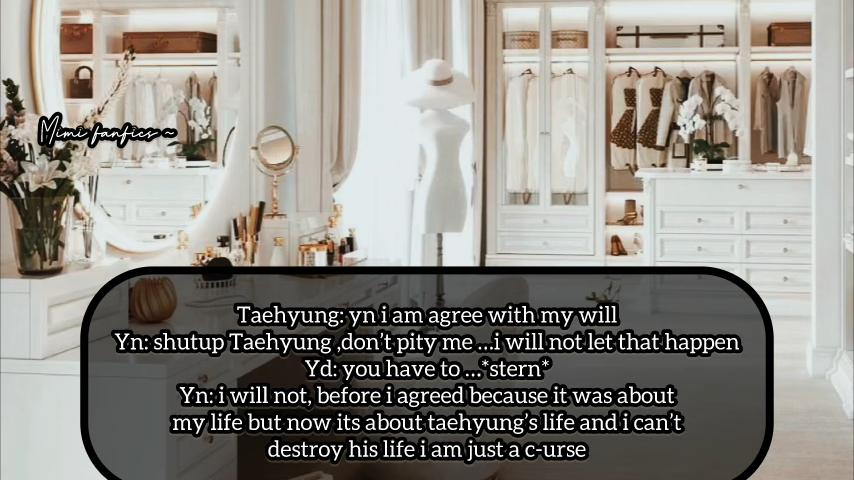 Mimi fanfics ~
Taehyung: yn i am agree with my will
Yn: shutup Taehyung ,don't pity me ...i will not let that happen
Yd: you have to ...*stern*
Yn: i will not, before i agreed because it was about
my life but now its about taehyung's life and i can't
destroy his life i am just a c-urse